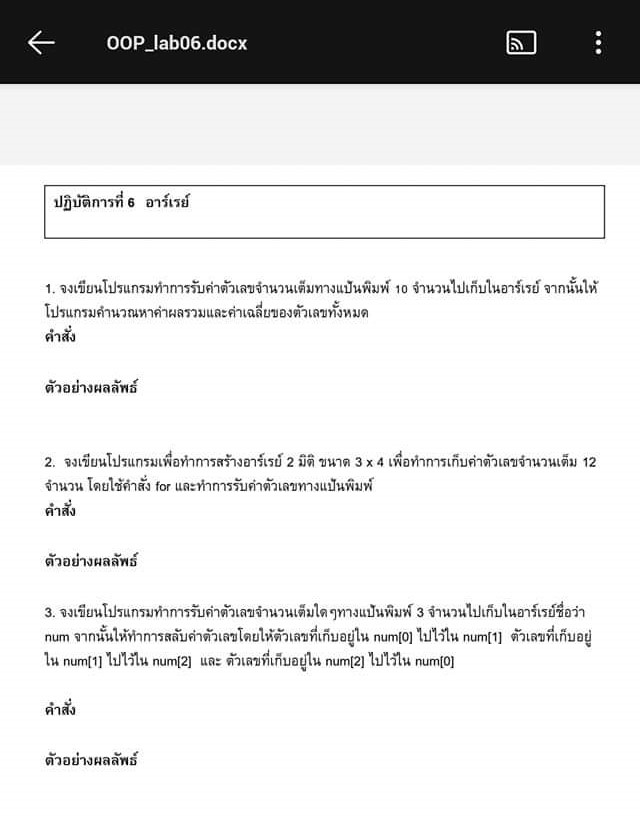 OOP_lab06.docx
ปฏิบัติการที่ 6 อาร์เรย์
1. จงเขียนโปรแกรมทำการรับค่าตัวเลขจำนวนเต็มทางแป้นพิมพ์ 10 จำนวนไปเก็บในอาร์เรย์ จากนั้นให้
โปรแกรมคำนวณหาค่าผลรวมและค่าเฉลี่ยของตัวเลขทั้งหมด
คำสั่ง
ตัวอย่างผลลัพธ์
2. จงเขียนโปรแกรมเพื่อทำการสร้างอาร์เรย์ 2 มิติ ขนาด 3 x 4 เพื่อทำการเก็บค่าตัวเลขจำนวนเต็ม 12
จำนวน โดยใช้คำสั่ง for และทำการรับค่าตัวเลขทางแป้นพิมพ์
คำสั่ง
ตัวอย่างผลลัพธ์
3. จงเขียนโปรแกรมทำการรับค่าตัวเลขจำนวนเต็มใดๆทางแป้นพิมพ์ 3 จำนวนไปเก็บในอาร์เรย์ชื่อว่า
num จากนั้นให้ทำการสลับค่าตัวเลขโดยให้ตัวเลขที่เก็บอยู่ใน num[0] ไปไว้ใน num[1] ตัวเลขที่เก็บอยู่
ใน num[1] ไปไว้ใน num[2] และ ตัวเลขที่เก็บอยู่ใน num[2] ไปไว้ใน num[0]
คำสั่ง
ตัวอย่างผลลัพธ์